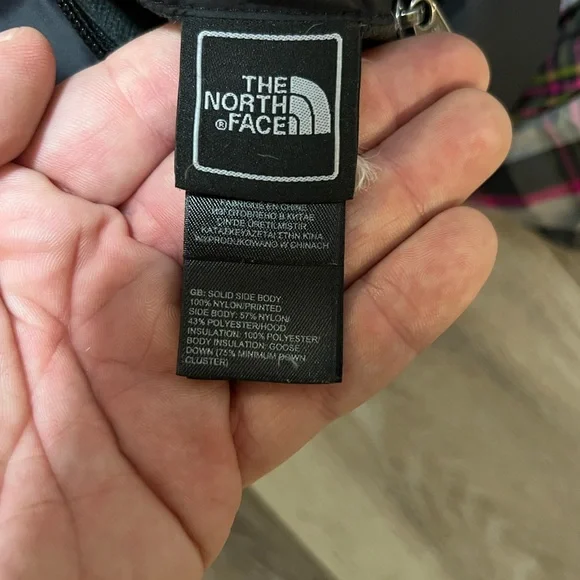 THE
NORTH
FACE
®
EN CHINE
ИЗГОТОВЛЕНО В КИТАЕ
ÇİN'DE ÜRETİLMİŞTİR
ΚΑΤΑΣΚΕΥΑΖΕΤΑΙ ΣΤΗΝ ΚΙΝΑ
WYPRODUKOWANO W CHINACH
GB: SOLID SIDE BODY:
100% NYLON/PRINTED
SIDE BODY: 57% NYLON/
43% POLYESTER/HOOD
INSULATION: 100% POLYESTER/
BODY INSULATION: GOOSE
DOWN (75% MINIMUM DOWN
CLUSTER)